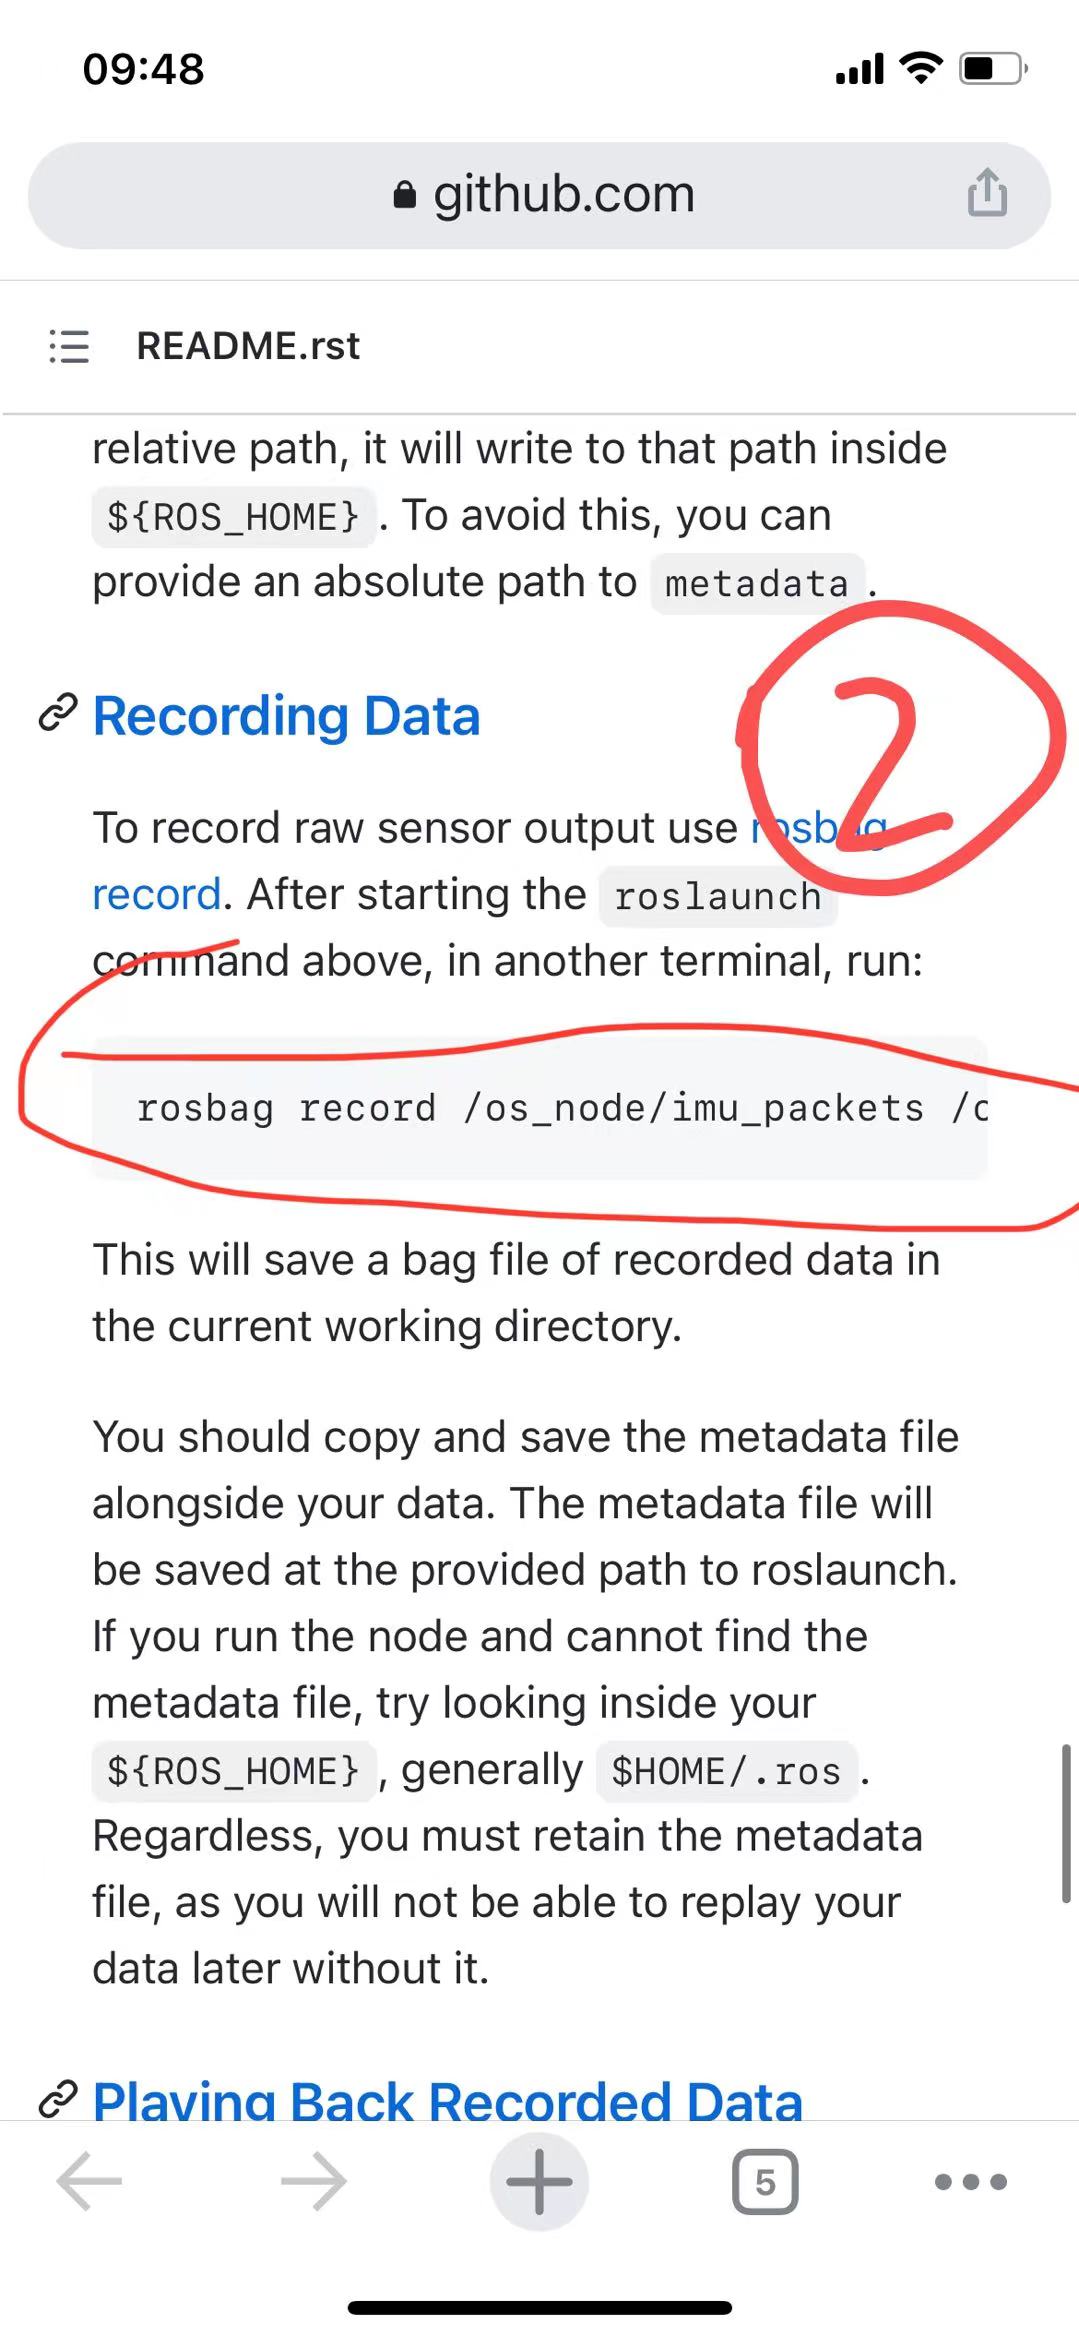 09:48
github.com
README.rst
relative path, it will write to that path inside
${ROS_HOME} . To avoid this, you can
provide an absolute path to metadata .
Recording Data
2
To record raw sensor output use rosbag
record. After starting the roslaunch
command above, in another terminal, run:
rosbag record /os_node/imu_packets /c
This will save a bag file of recorded data in
the current working directory.
You should copy and save the metadata file
alongside your data. The metadata file will
be saved at the provided path to roslaunch.
If you run the node and cannot find the
metadata file, try looking inside your
${ROS_HOME} , generally $HOME/.ros .
Regardless, you must retain the metadata
file, as you will not be able to replay your
data later without it.
Playing Back Recorded Data
5